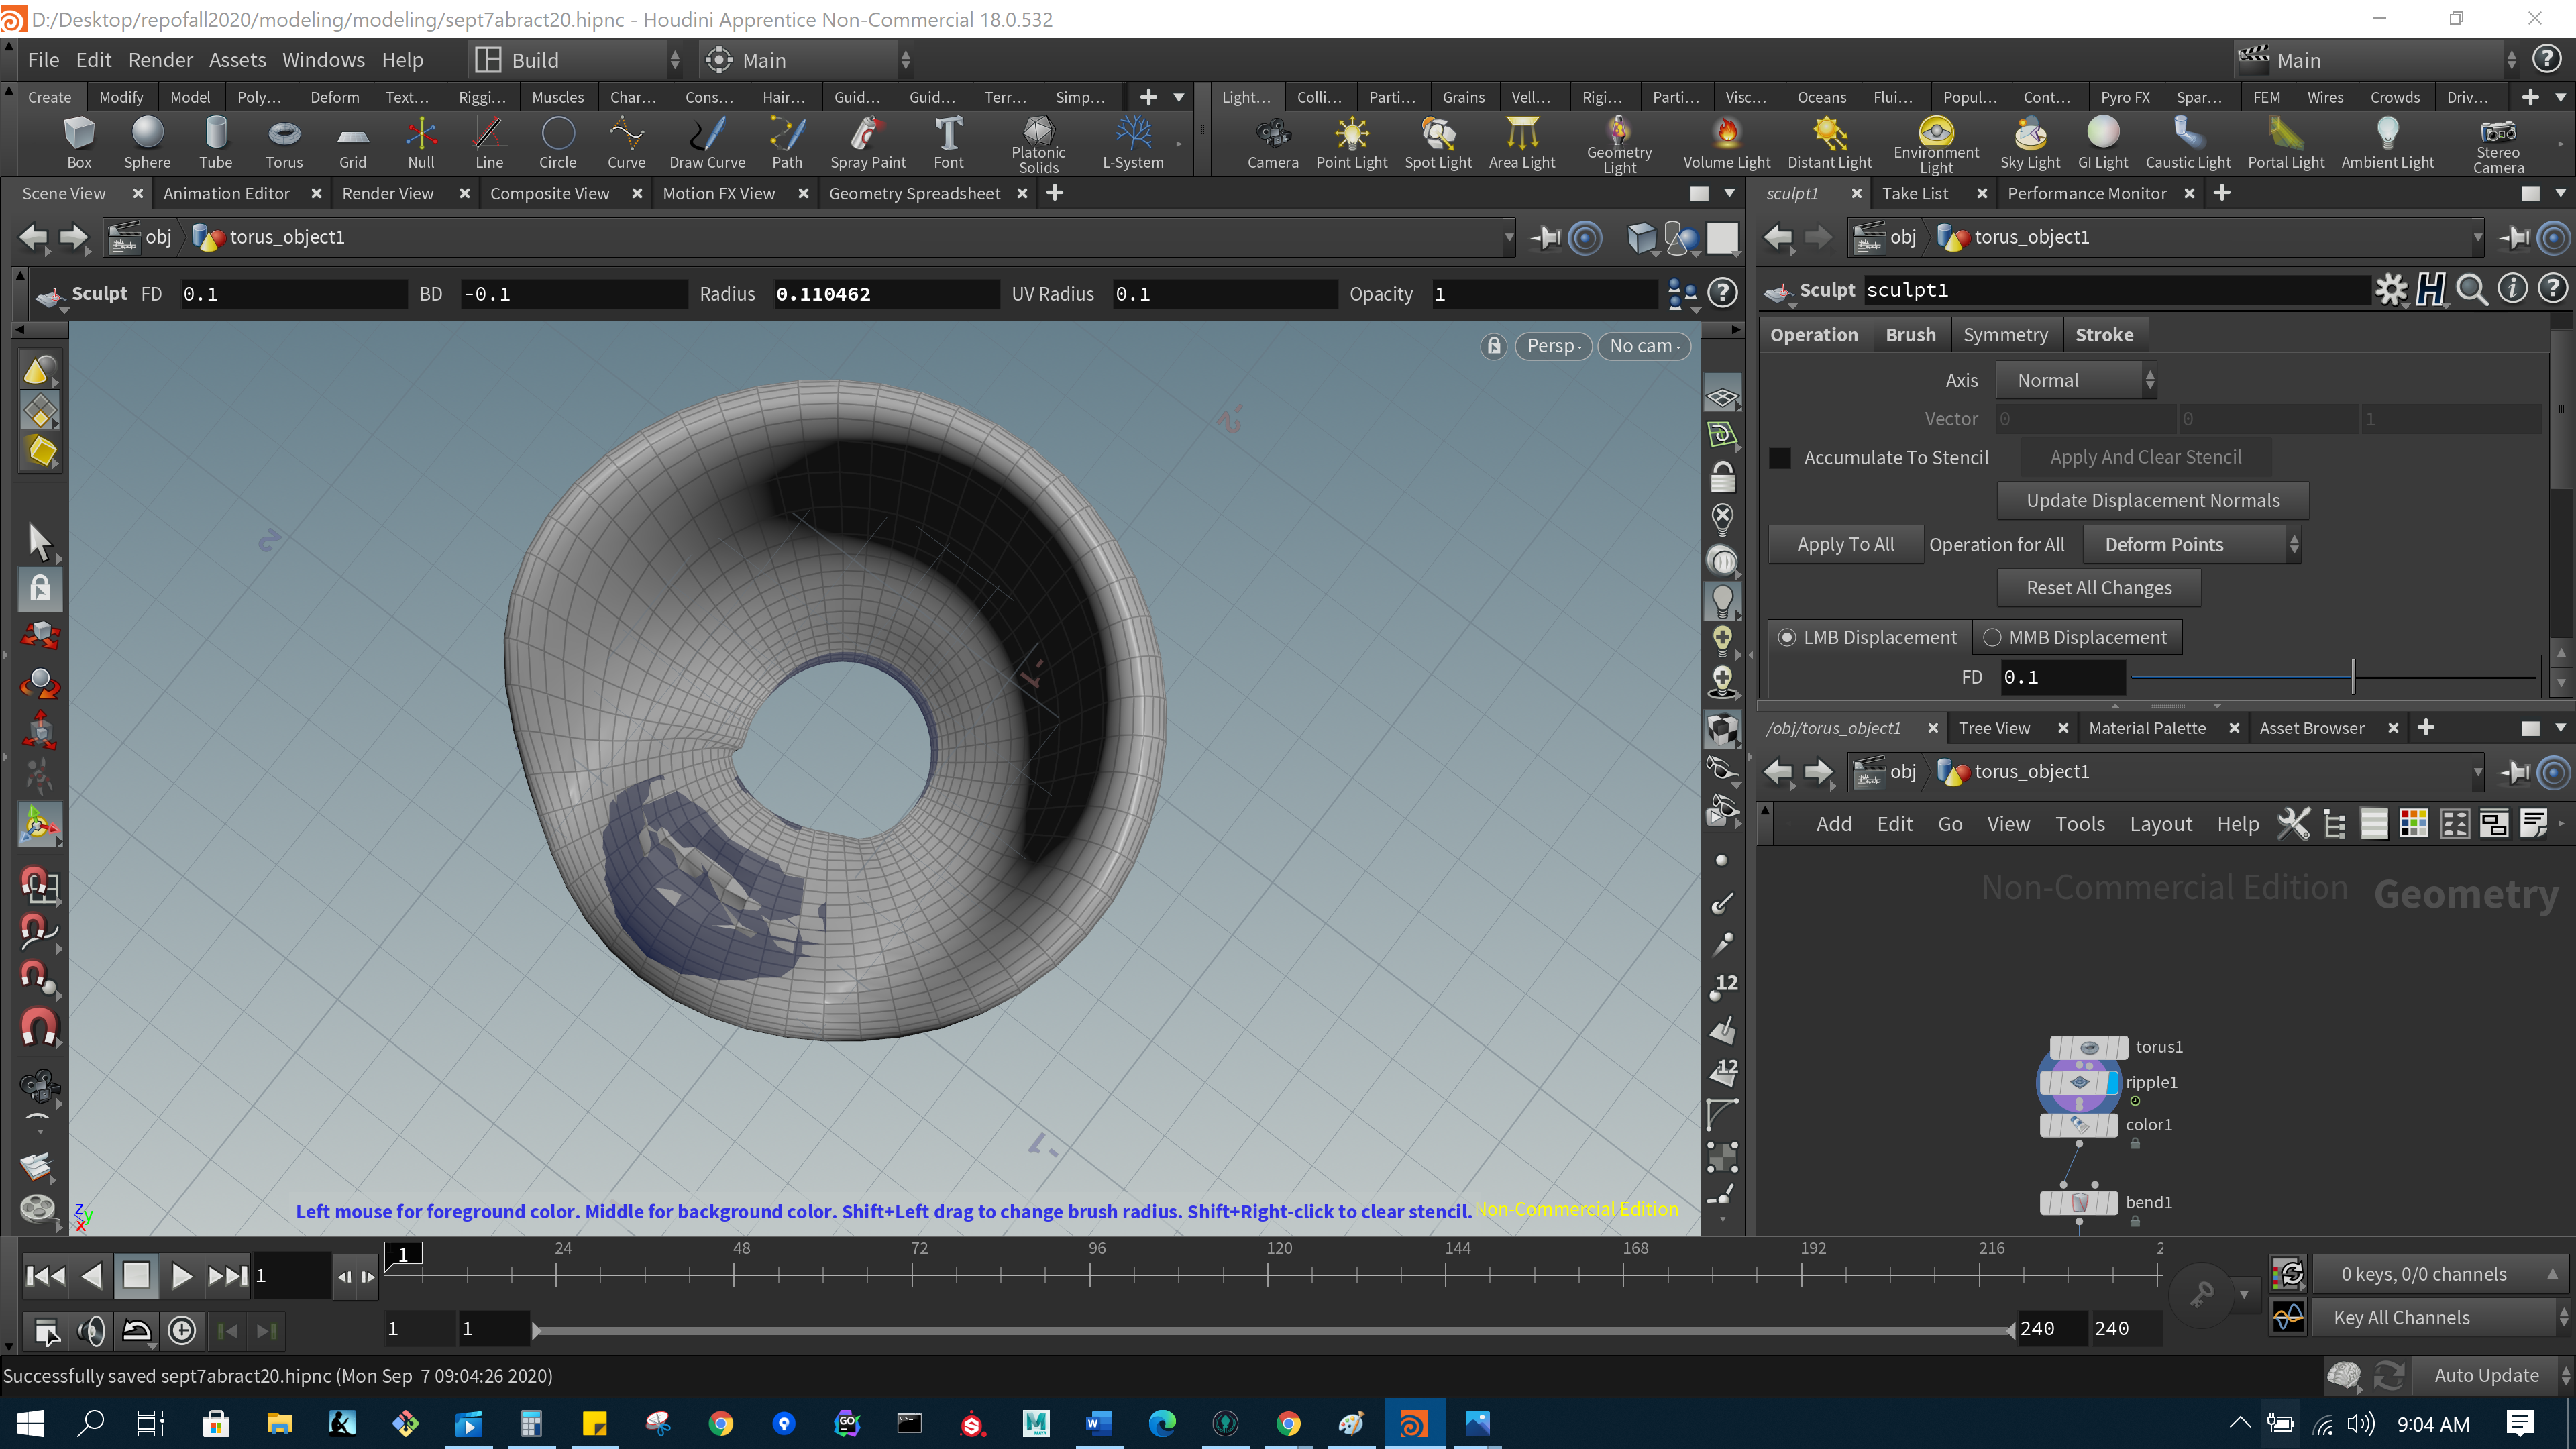 D:/Desktop/repofall2020/modeling/modeling/sept7abract20.hipnc - Houdini Apprentice Non-Commercial 18.0.532
File Edit Render Assets Windows Help Build Main Main
Create Modify Model Poly... Deform Text... Riggi... Muscles Char... Cons... Hair... Guid... Guid... Terr... Simp... Light... Colli... Parti... Grains Vell... Rigi... Parti... Visc... Oceans Flui... Popul... Cont... Pyro FX Spar... FEM Wires Crowds Driv...
Box Sphere Tube Torus Grid Null Line Circle Curve Draw Curve Path Spray Paint Font Platonic Solids L-System Camera Point Light Spot Light Area Light Geometry Light Volume Light Distant Light Environment Light Sky Light GI Light Caustic Light Portal Light Ambient Light Stereo Camera
Scene View Animation Editor Render View Composite View Motion FX View Geometry Spreadsheet
obj torus_object1
Sculpt FD 0.1 BD -0.1 Radius 0.110462 UV Radius 0.1 Opacity 1
Persp No cam
12
12
Left mouse for foreground color. Middle for background color. Shift+Left drag to change brush radius. Shift+Right-click to clear stencil.
Non-Commercial Edition
z y x
sculpt1 Take List Performance Monitor
obj torus_object1
Sculpt sculpt1
Operation Brush Symmetry Stroke
Axis Normal
Vector 0 0 1
Accumulate To Stencil Apply And Clear Stencil
Update Displacement Normals
Apply To All Operation for All Deform Points
Reset All Changes
LMB Displacement MMB Displacement
FD 0.1
/obj/torus_object1 Tree View Material Palette Asset Browser
obj torus_object1
Add Edit Go View Tools Layout Help
Non-Commercial Edition Geometry
torus1
ripple1
color1
bend1
1 1 24 48 72 96 120 144 168 192 216 2
0 keys, 0/0 channels
1 1 240 240 Key All Channels
Successfully saved sept7abract20.hipnc (Mon Sep 7 09:04:26 2020) Auto Update
9:04 AM